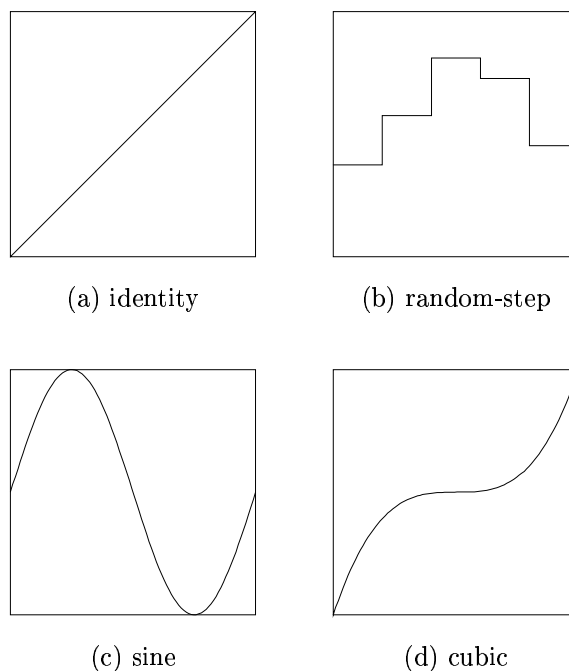 (a) identity
(b) random-step
(c) sine
(d) cubic